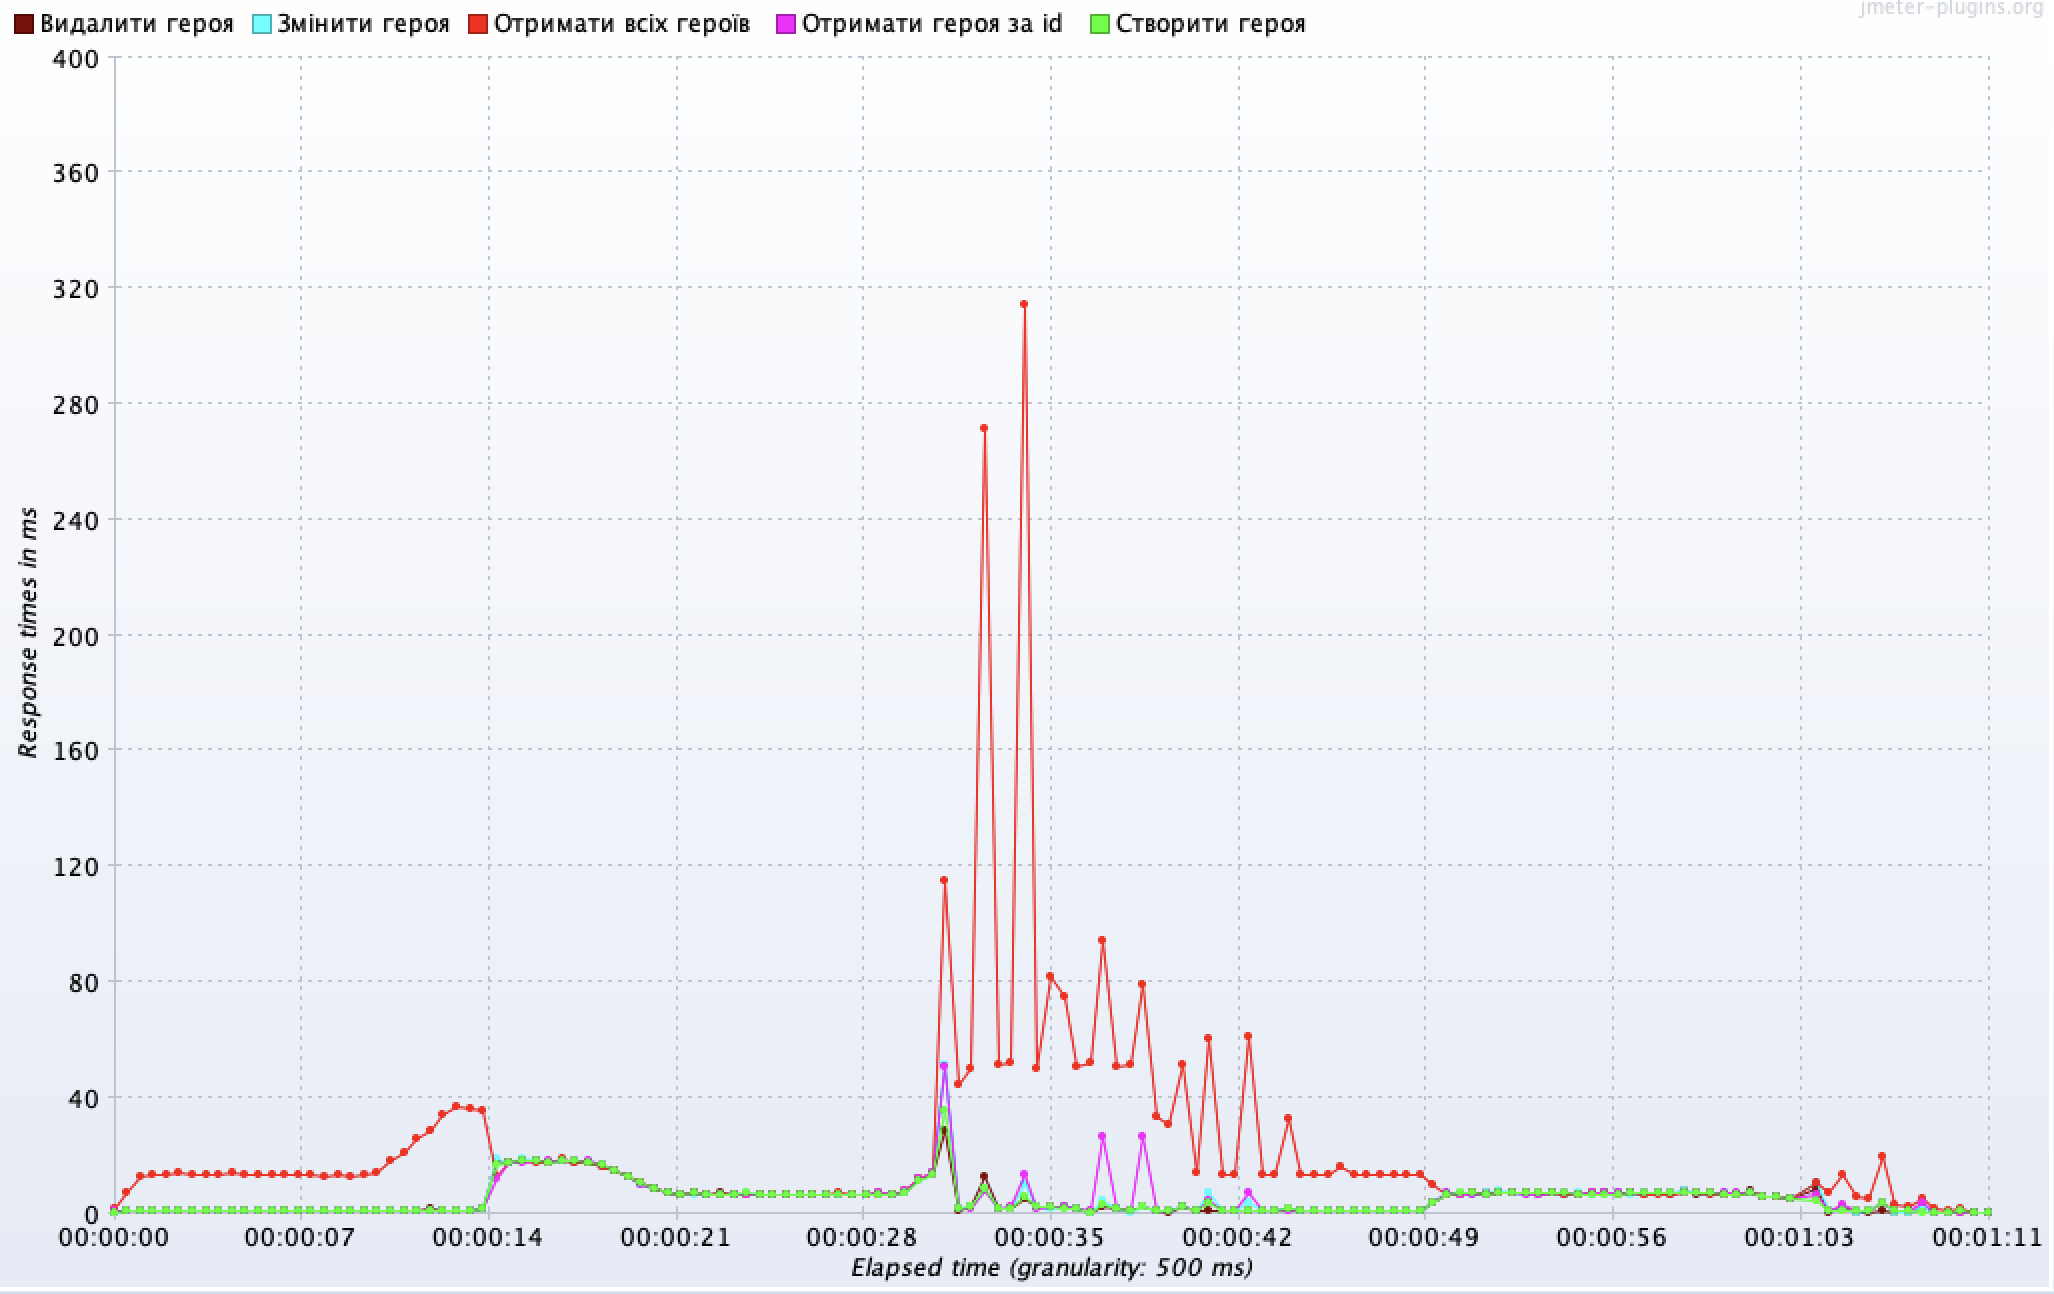 jmeter-plugins.org
Видалити героя Змінити героя Отримати всіх героїв Отримати героя за id Створити героя
400
360
320
280
240
200
160
120
80
40
0
Response times in ms
00:00:00 00:00:07 00:00:14 00:00:21 00:00:28 00:00:35 00:00:42 00:00:49 00:00:56 00:01:03 00:01:11
Elapsed time (granularity: 500 ms)